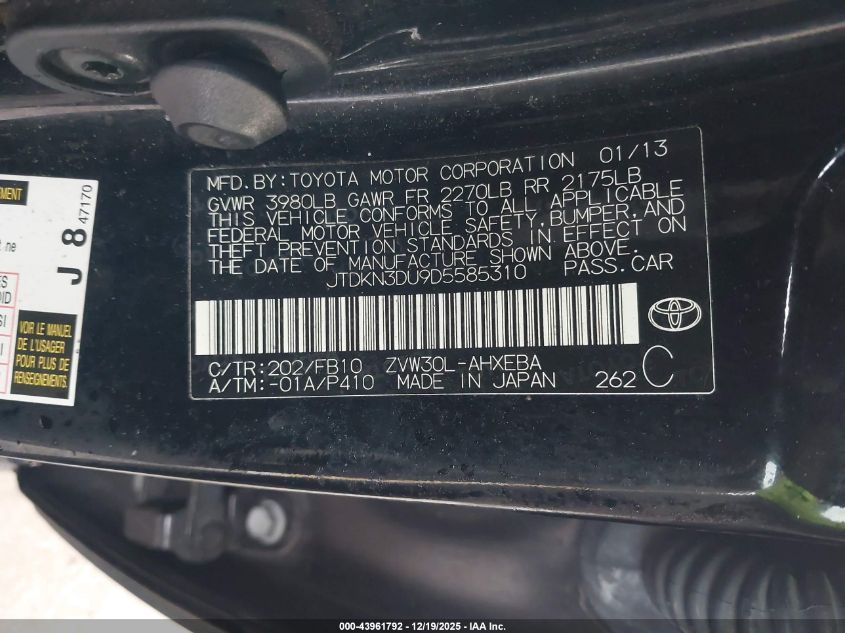 MFD.BY:TOYOTA MOTOR CORPORATION 01/13
GVWR 3980LB GAWR FR 2270LB RR 2175LB
THIS VEHICLE CONFORMS TO ALL APPLICABLE
FEDERAL MOTOR VEHICLE SAFETY, BUMPER, AND
THEFT PREVENTION STANDARDS IN EFFECT ON
THE DATE OF MANUFACTURE SHOWN ABOVE.
JTDKN3DU9D5585310 PASS.CAR
C/TR:202/FB10 ZVW30L-AHXEBA
A/TM:-01A/P410 MADE IN JAPAN 262 C
J 8 47170
VOIR LE MANUEL
DE L'USAGER
POUR PLUS DE
RENSEIGNEMENTS
000-43961792 - 12/19/2025 - IAA Inc.